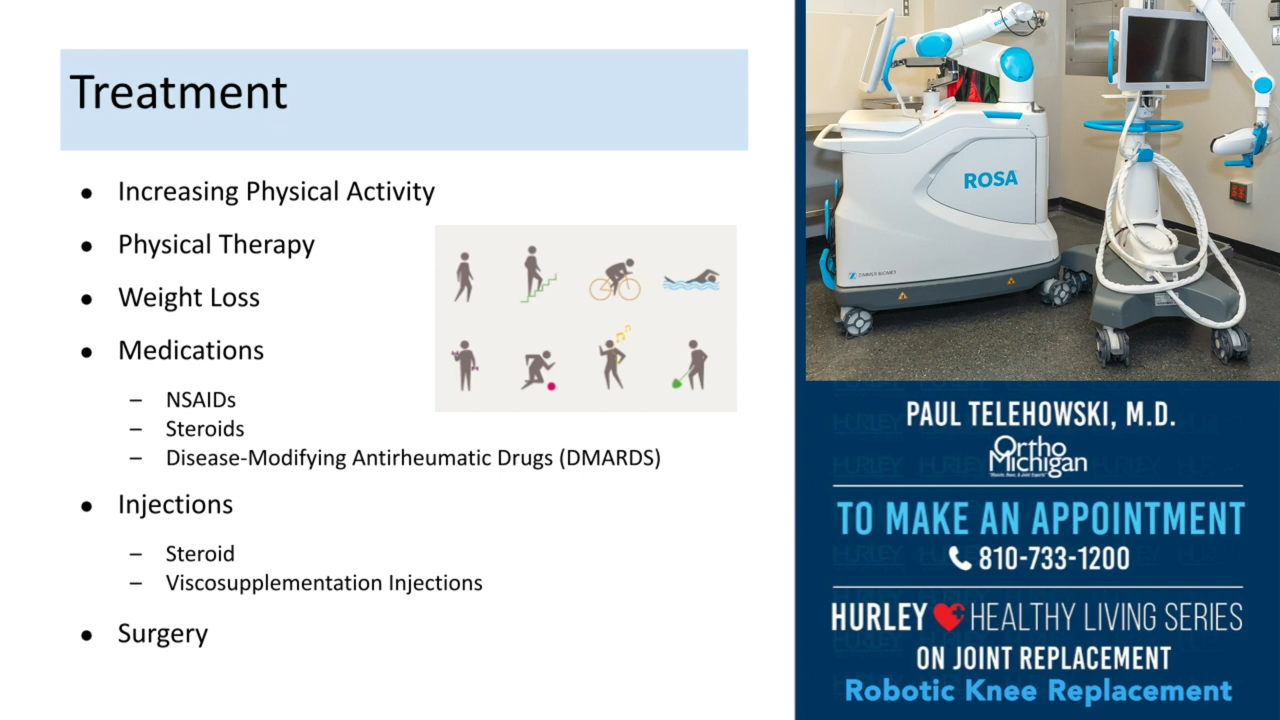 Treatment
● Increasing Physical Activity
● Physical Therapy
● Weight Loss
● Medications
– NSAIDs
– Steroids
– Disease-Modifying Antirheumatic Drugs (DMARDS)
● Injections
– Steroid
– Viscosupplementation Injections
● Surgery
ROSA
ZIMMER BIOMET
PAUL TELEHOWSKI, M.D.
Ortho
Michigan
TO MAKE AN APPOINTMENT
810-733-1200
HURLEY HEALTHY LIVING SERIES
ON JOINT REPLACEMENT
Robotic Knee Replacement